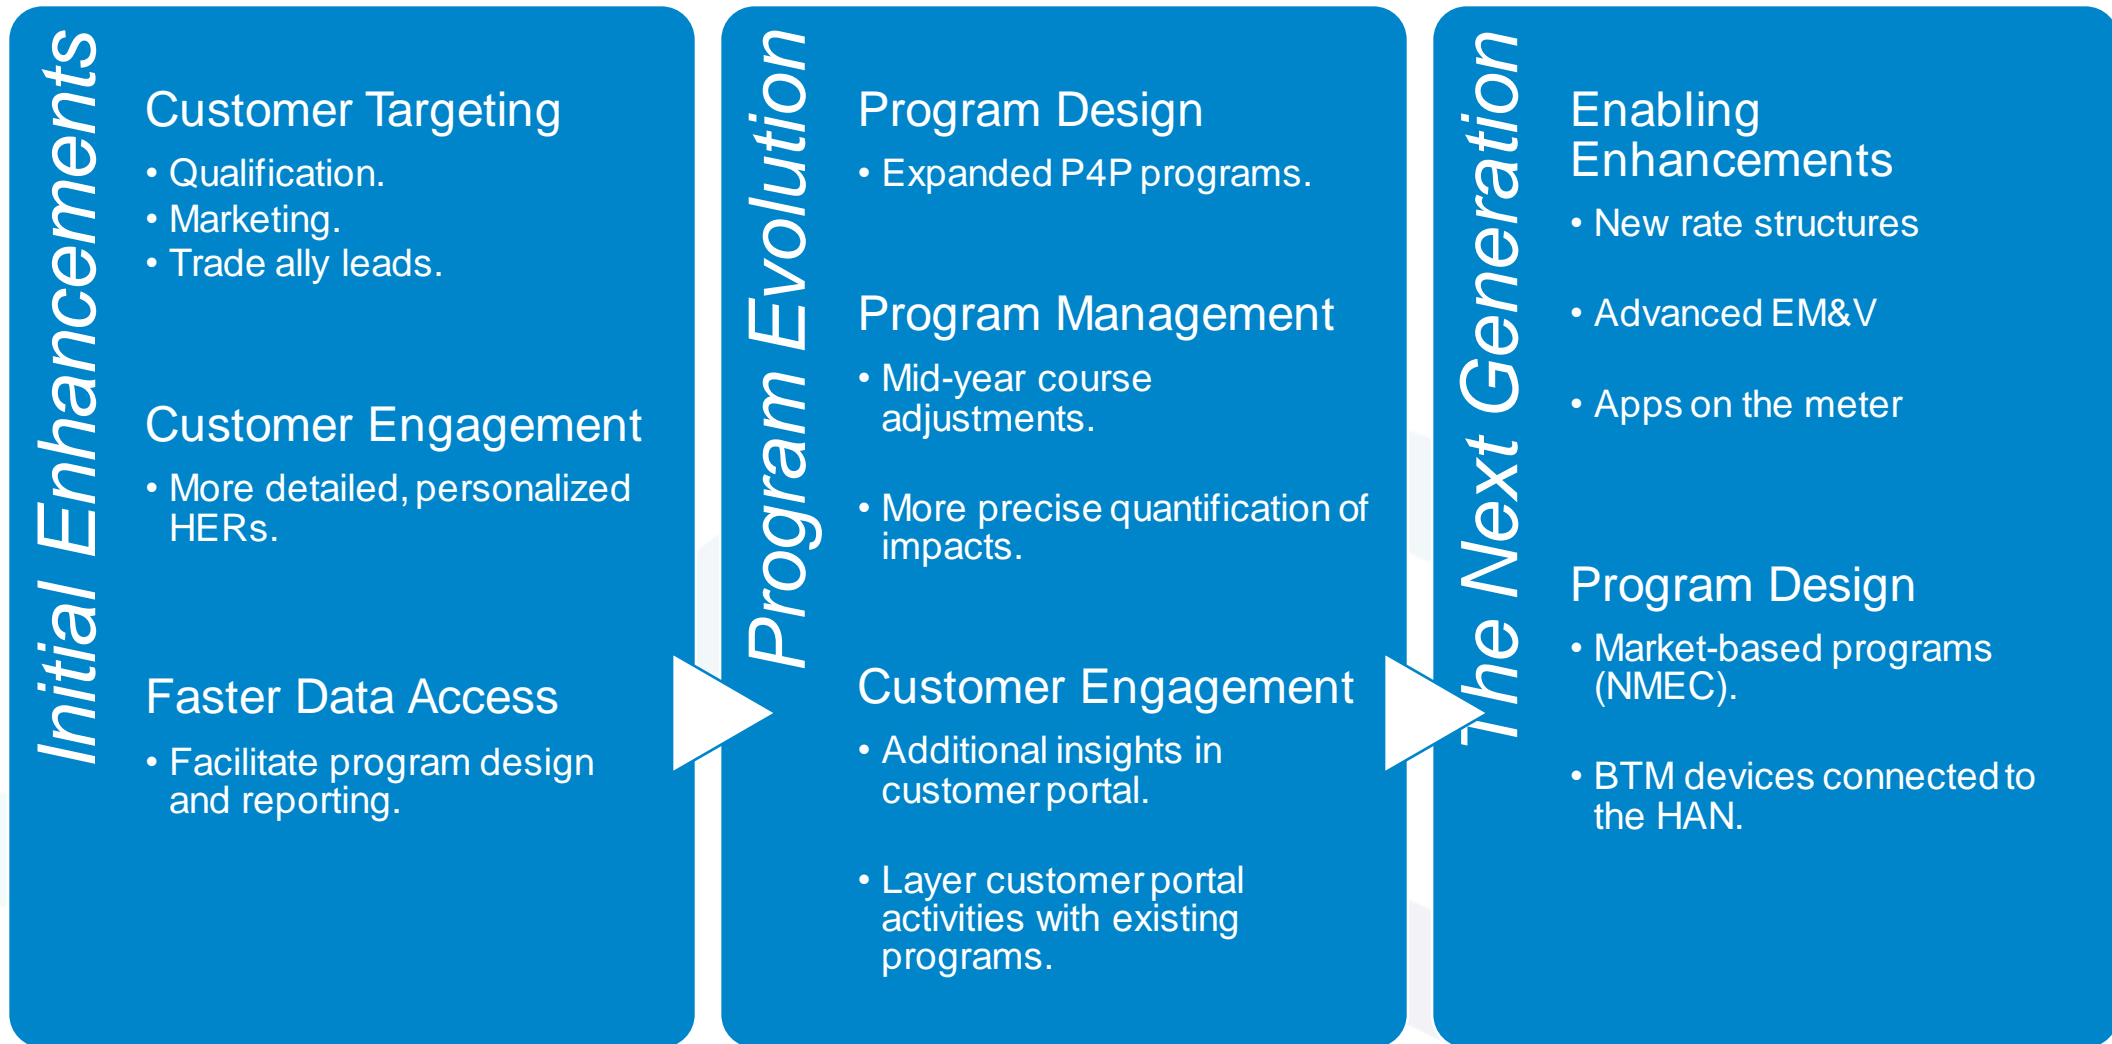 Initial Enhancements
Customer Targeting
• Qualification.
• Marketing.
• Trade ally leads.
Customer Engagement
• More detailed, personalized
HERs.
Faster Data Access
• Facilitate program design
and reporting.
Program Evolution
Program Design
• Expanded P4P programs.
Program Management
• Mid-year course
adjustments.
• More precise quantification of
impacts.
Customer Engagement
• Additional insights in
customer portal.
• Layer customer portal
activities with existing
programs.
The Next Generation
Enabling
Enhancements
• New rate structures
• Advanced EM&V
• Apps on the meter
Program Design
• Market-based programs
(NMEC).
• BTM devices connected to
the HAN.